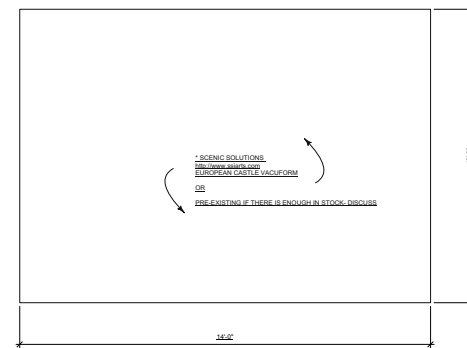 * SCENIC SOLUTIONS
http://www.ssiarts.com
EUROPEAN CASTLE VACUFORM
OR
PRE-EXISTING IF THERE IS ENOUGH IN STOCK- DISCUSS
14'-0"